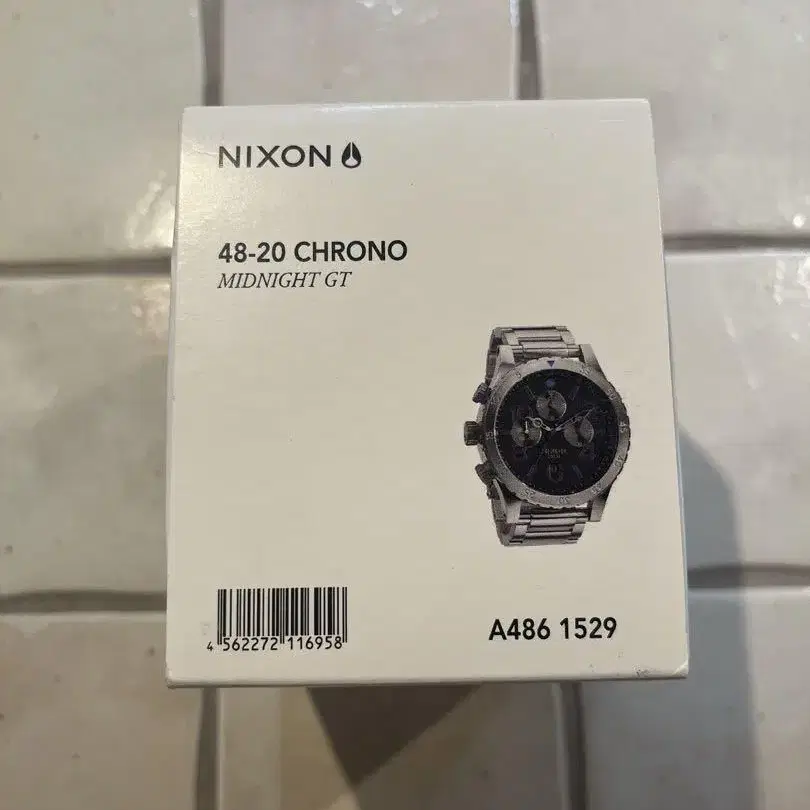 NIXON
48-20 CHRONO
MIDNIGHT GT
4 562272 116958
A486 1529